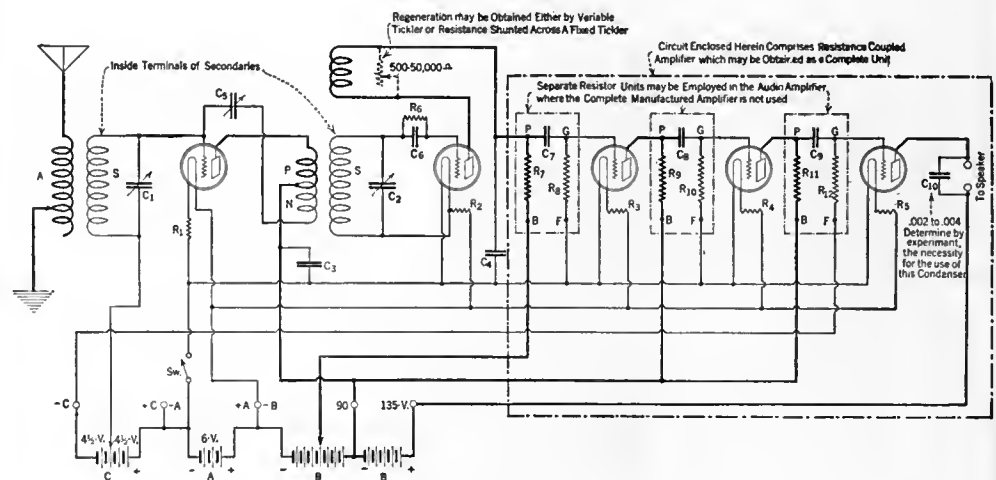 Regeneration may be Obtained Either by Variable
Tickler or Resistance Shunted Across A Fixed Tickler
Circuit Enclosed Herein Comprises Resistance Coupled
Amplifier which may be Obtained as a Complete Unit
Inside Terminals of Secondaries
500-50,000 Ω
Separate Resistor Units may be Employed in the Audio Amplifier
where the Complete Manufactured Amplifier is not used
C5
R6
C6
P
C7
G
P
C8
G
P
C9
G
A
S
C1
P
N
S
C2
R2
R7
R8
R3
R9
R10
R4
R11
R12
R5
C10
To Speaker
R1
C3
C4
B
F
B
F
B
F
.002 to .004
Determine by
experimant,
the necessity
for the use of
this Condenser
Sw.
-C
+C
-A
+A
-B
90
135-V.
4½-V.
4½-V.
6-V.
+
-
+
-
-
+
C
A
B
B